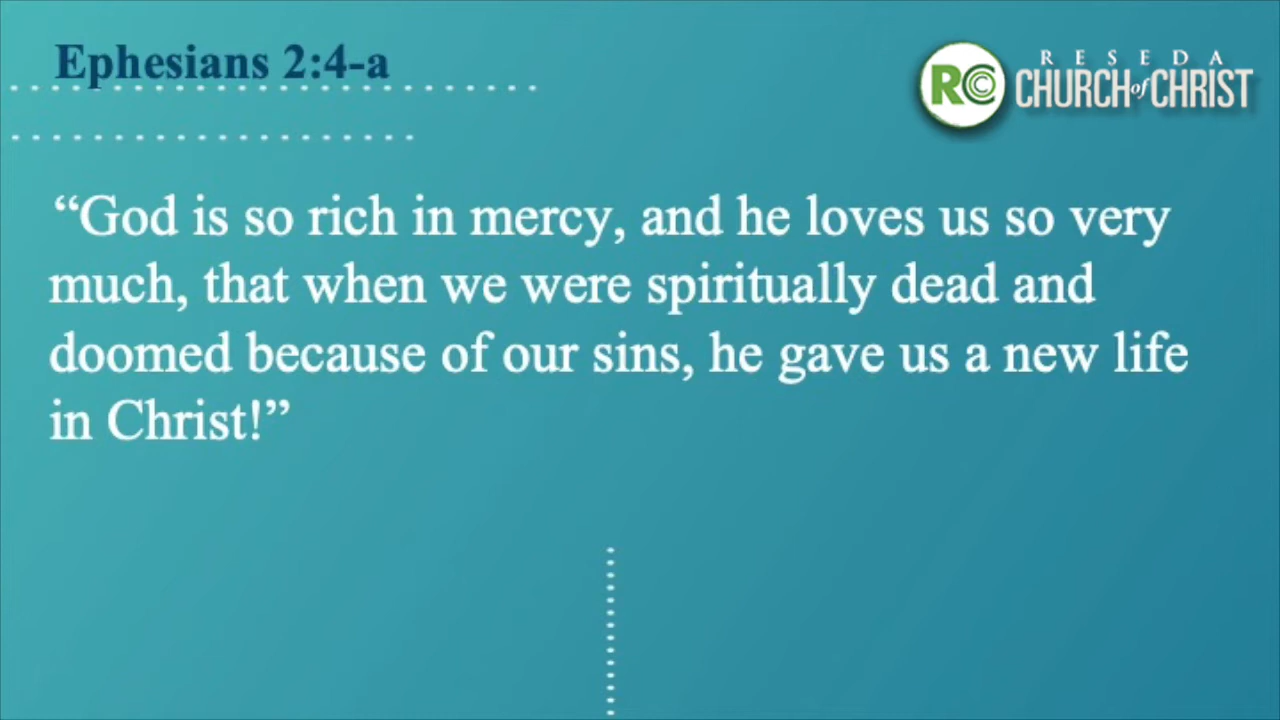 Ephesians 2:4-a
RCC
RESEDA
CHURCH of CHRIST
“God is so rich in mercy, and he loves us so very
much, that when we were spiritually dead and
doomed because of our sins, he gave us a new life
in Christ!”